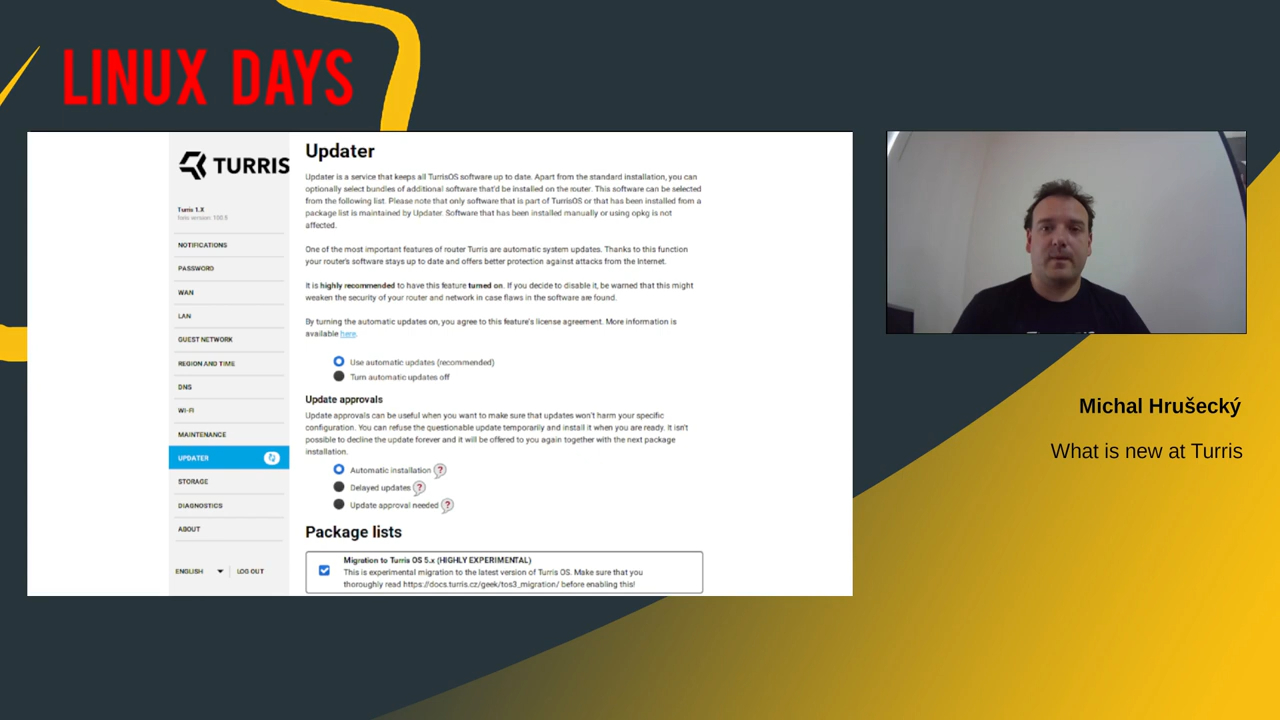 LINUX DAYS
TURRIS
Turris 1.X
NOTIFICATIONS
PASSWORD
WAN
LAN
GUEST NETWORK
REGION AND TIME
DNS
WI-FI
MAINTENANCE
UPDATER
STORAGE
DIAGNOSTICS
ABOUT
ENGLISH
LOG OUT
Updater
Updater is a service that keeps all TurrisOS software up to date. Apart from the standard installation, you can
optionally select bundles of additional software that'd be installed on the router. This software can be selected
from the following list. Please note that only software that is part of TurrisOS or that has been installed from a
package list is maintained by Updater. Software that has been installed manually or using opkg is not
affected.
One of the most important features of router Turris are automatic system updates. Thanks to this function
your router's software stays up to date and offers better protection against attacks from the Internet.
It is highly recommended to have this feature turned on. If you decide to disable it, be warned that this might
weaken the security of your router and network in case flaws in the software are found.
By turning the automatic updates on, you agree to this feature's license agreement. More information is
available here.
Use automatic updates (recommended)
Turn automatic updates off
Update approvals
Update approvals can be useful when you want to make sure that updates won't harm your specific
configuration. You can refuse the questionable update temporarily and install it when you are ready. It isn't
possible to decline the update forever and it will be offered to you again together with the next package
installation.
Automatic installation ?
Delayed updates ?
Update approval needed ?
Package lists
Migration to Turris OS 5.x (HIGHLY EXPERIMENTAL)
This is experimental migration to the latest version of Turris OS. Make sure that you
thoroughly read https://docs.turris.cz/geek/tos3_migration/ before enabling this!
Michal Hrušecký
What is new at Turris